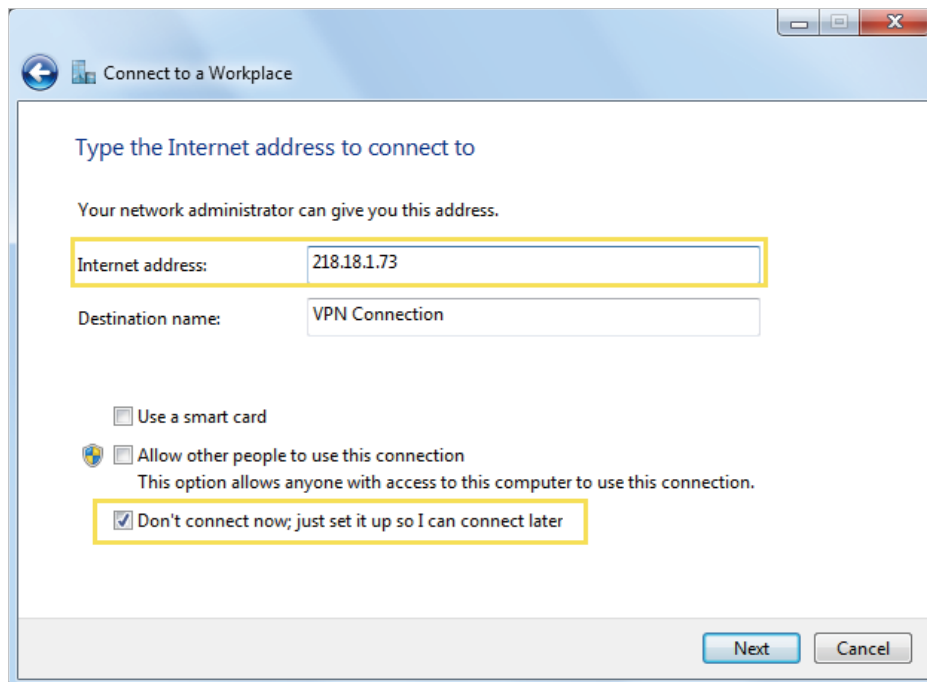 Connect to a Workplace
Type the Internet address to connect to
Your network administrator can give you this address.
Internet address: 218.18.1.73
Destination name: VPN Connection
Use a smart card
Allow other people to use this connection
This option allows anyone with access to this computer to use this connection.
Don't connect now; just set it up so I can connect later
Next Cancel